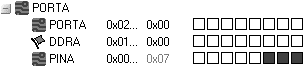 PORTA
PORTA 0x02... 0x00
DDRA 0x01... 0x00
PINA 0x00... 0x07